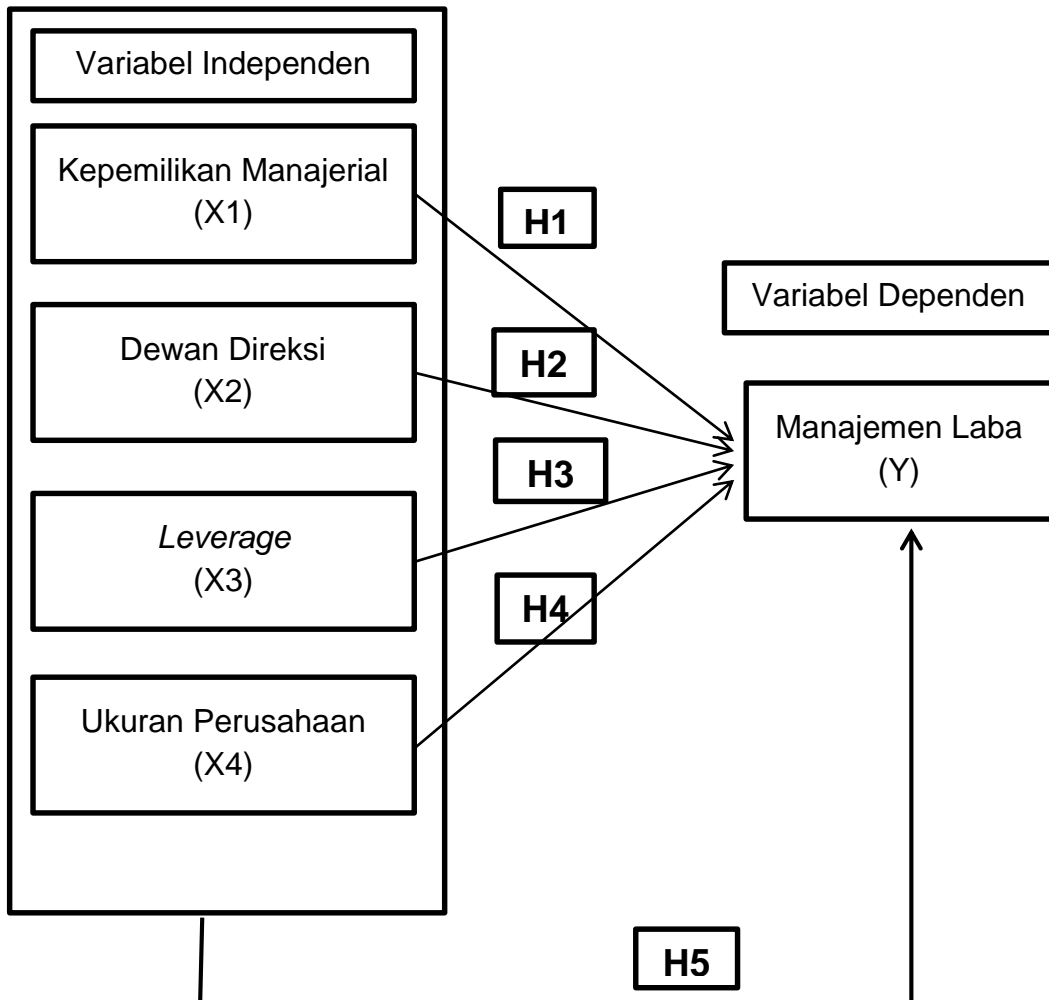 Variabel Independen
Kepemilikan Manajerial
(X1)
H1
Variabel Dependen
Dewan Direksi
(X2)
H2
Manajemen Laba
(Y)
H3
Leverage
(X3)
H4
Ukuran Perusahaan
(X4)
H5